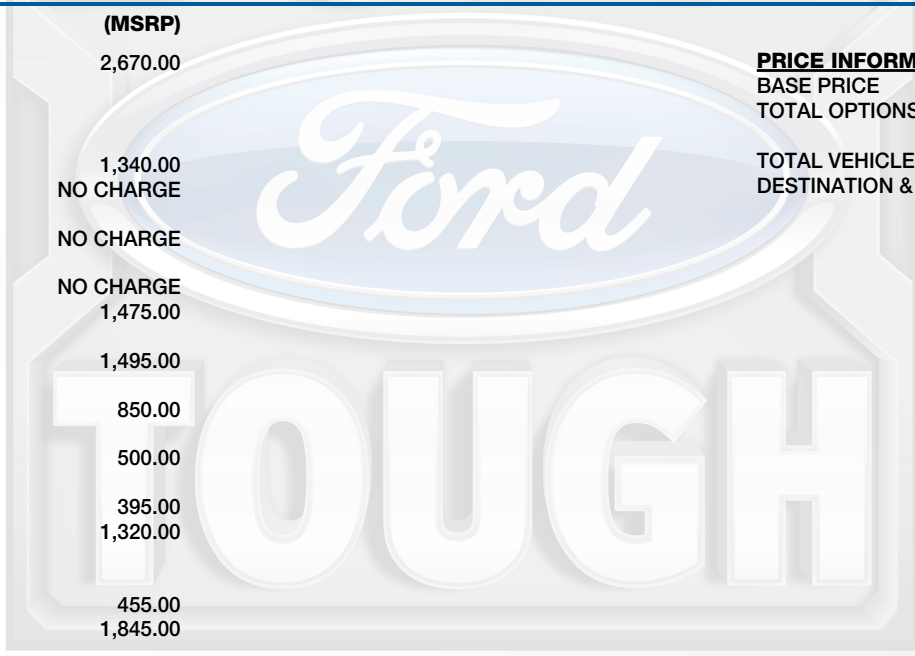 (MSRP)
2,670.00
1,340.00
NO CHARGE
NO CHARGE
NO CHARGE
1,475.00
1,495.00
850.00
500.00
395.00
1,320.00
455.00
1,845.00
PRICE INFORM
BASE PRICE
TOTAL OPTIONS
TOTAL VEHICLE
DESTINATION &
Ford
TOUGH